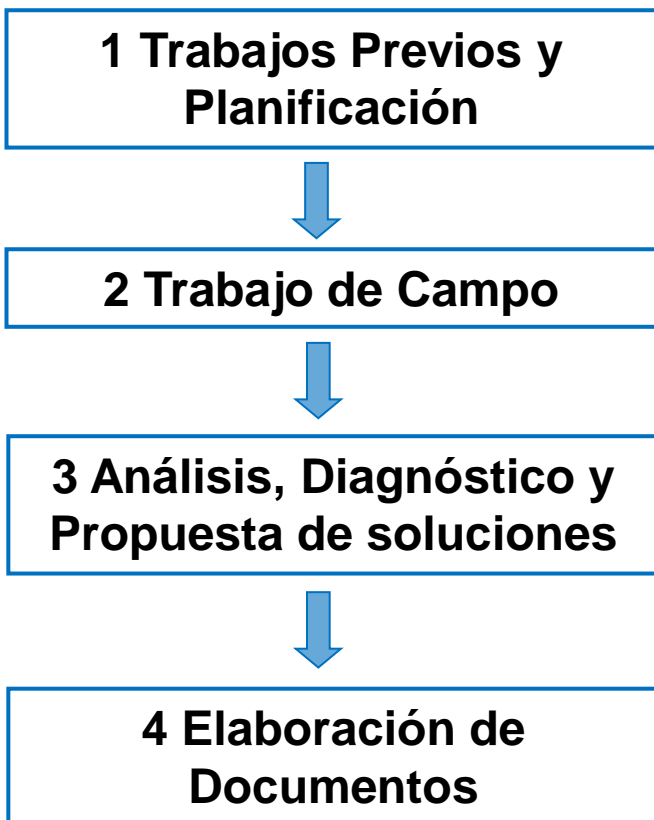 1 Trabajos Previos y
Planificación
2 Trabajo de Campo
3 Análisis, Diagnóstico y
Propuesta de soluciones
4 Elaboración de
Documentos